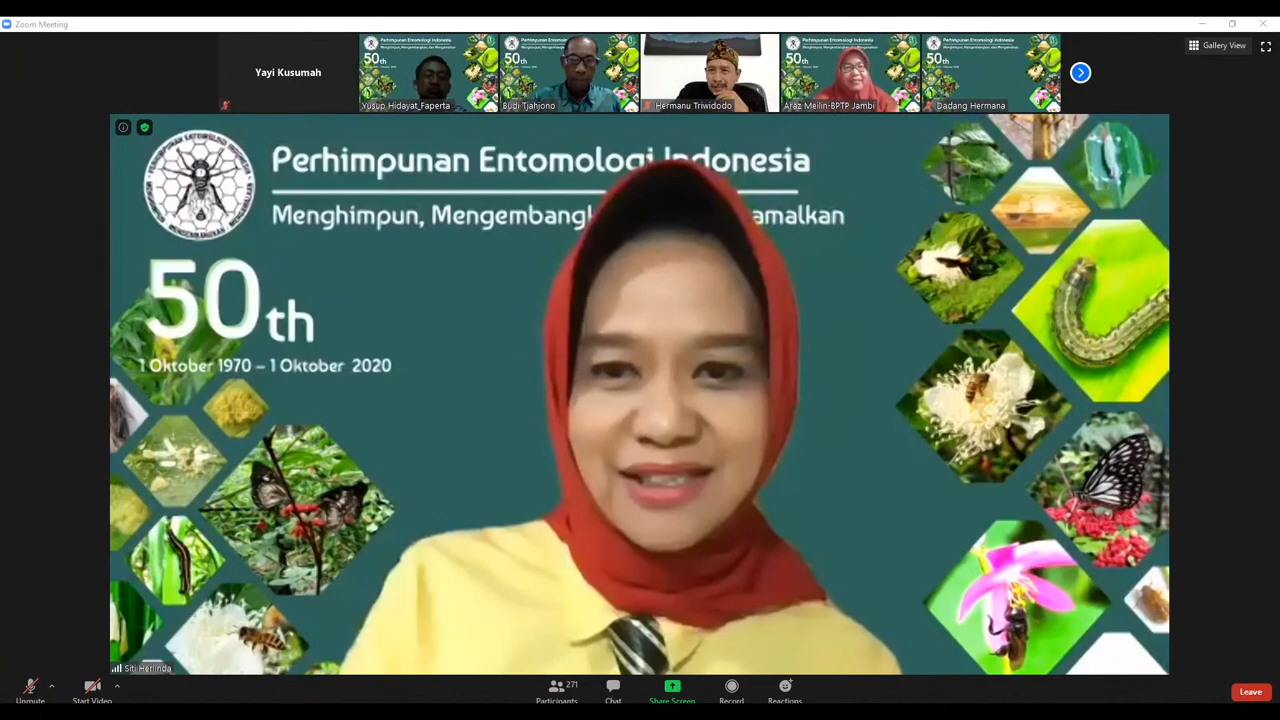 Zoom Meeting
Gallery View
Yayi Kusumah
Yusup Hidayat_Faperta
Budi Tjahjono
Hermanu Triwidodo
Araz Meilin-BPTP Jambi
Dadang Hermana
Perhimpunan Entomologi Indonesia
Menghimpun, Mengembangk amalkan
50th
1 Oktober 1970 – 1 Oktober 2020
Siti Herlinda
Unmute
Start Video
Participants
271
Chat
Share Screen
Record
Reactions
Leave